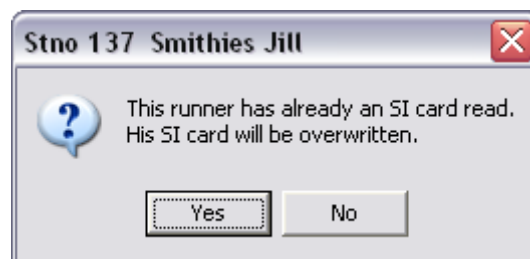 Stno 137 Smithies Jill
This runner has already an SI card read.
His SI card will be overwritten.
Yes No